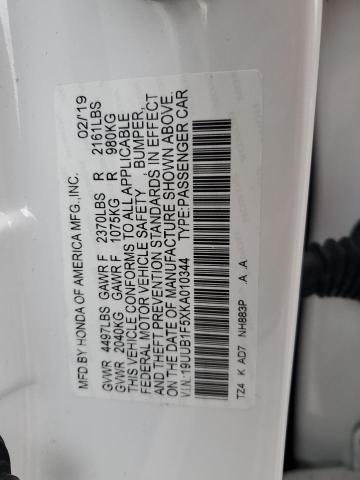 MFD.BY HONDA OF AMERICA MFG.,INC. 02/19
GVWR 4497LBS GAWR F 2370LBS R 2161LBS
GVWR 2040KG GAWR F 1075KG R 980KG
THIS VEHICLE CONFORMS TO ALL APPLICABLE
FEDERAL MOTOR VEHICLE SAFETY BUMPER,
AND THEFT PREVENTION STANDARDS IN EFFECT
ON THE DATE OF MANUFACTURE SHOWN ABOVE.
V.I.N.:19UUB1F5XKA010344 TYPE:PASSENGER CAR
TZ4 K AD7 NH883P A A